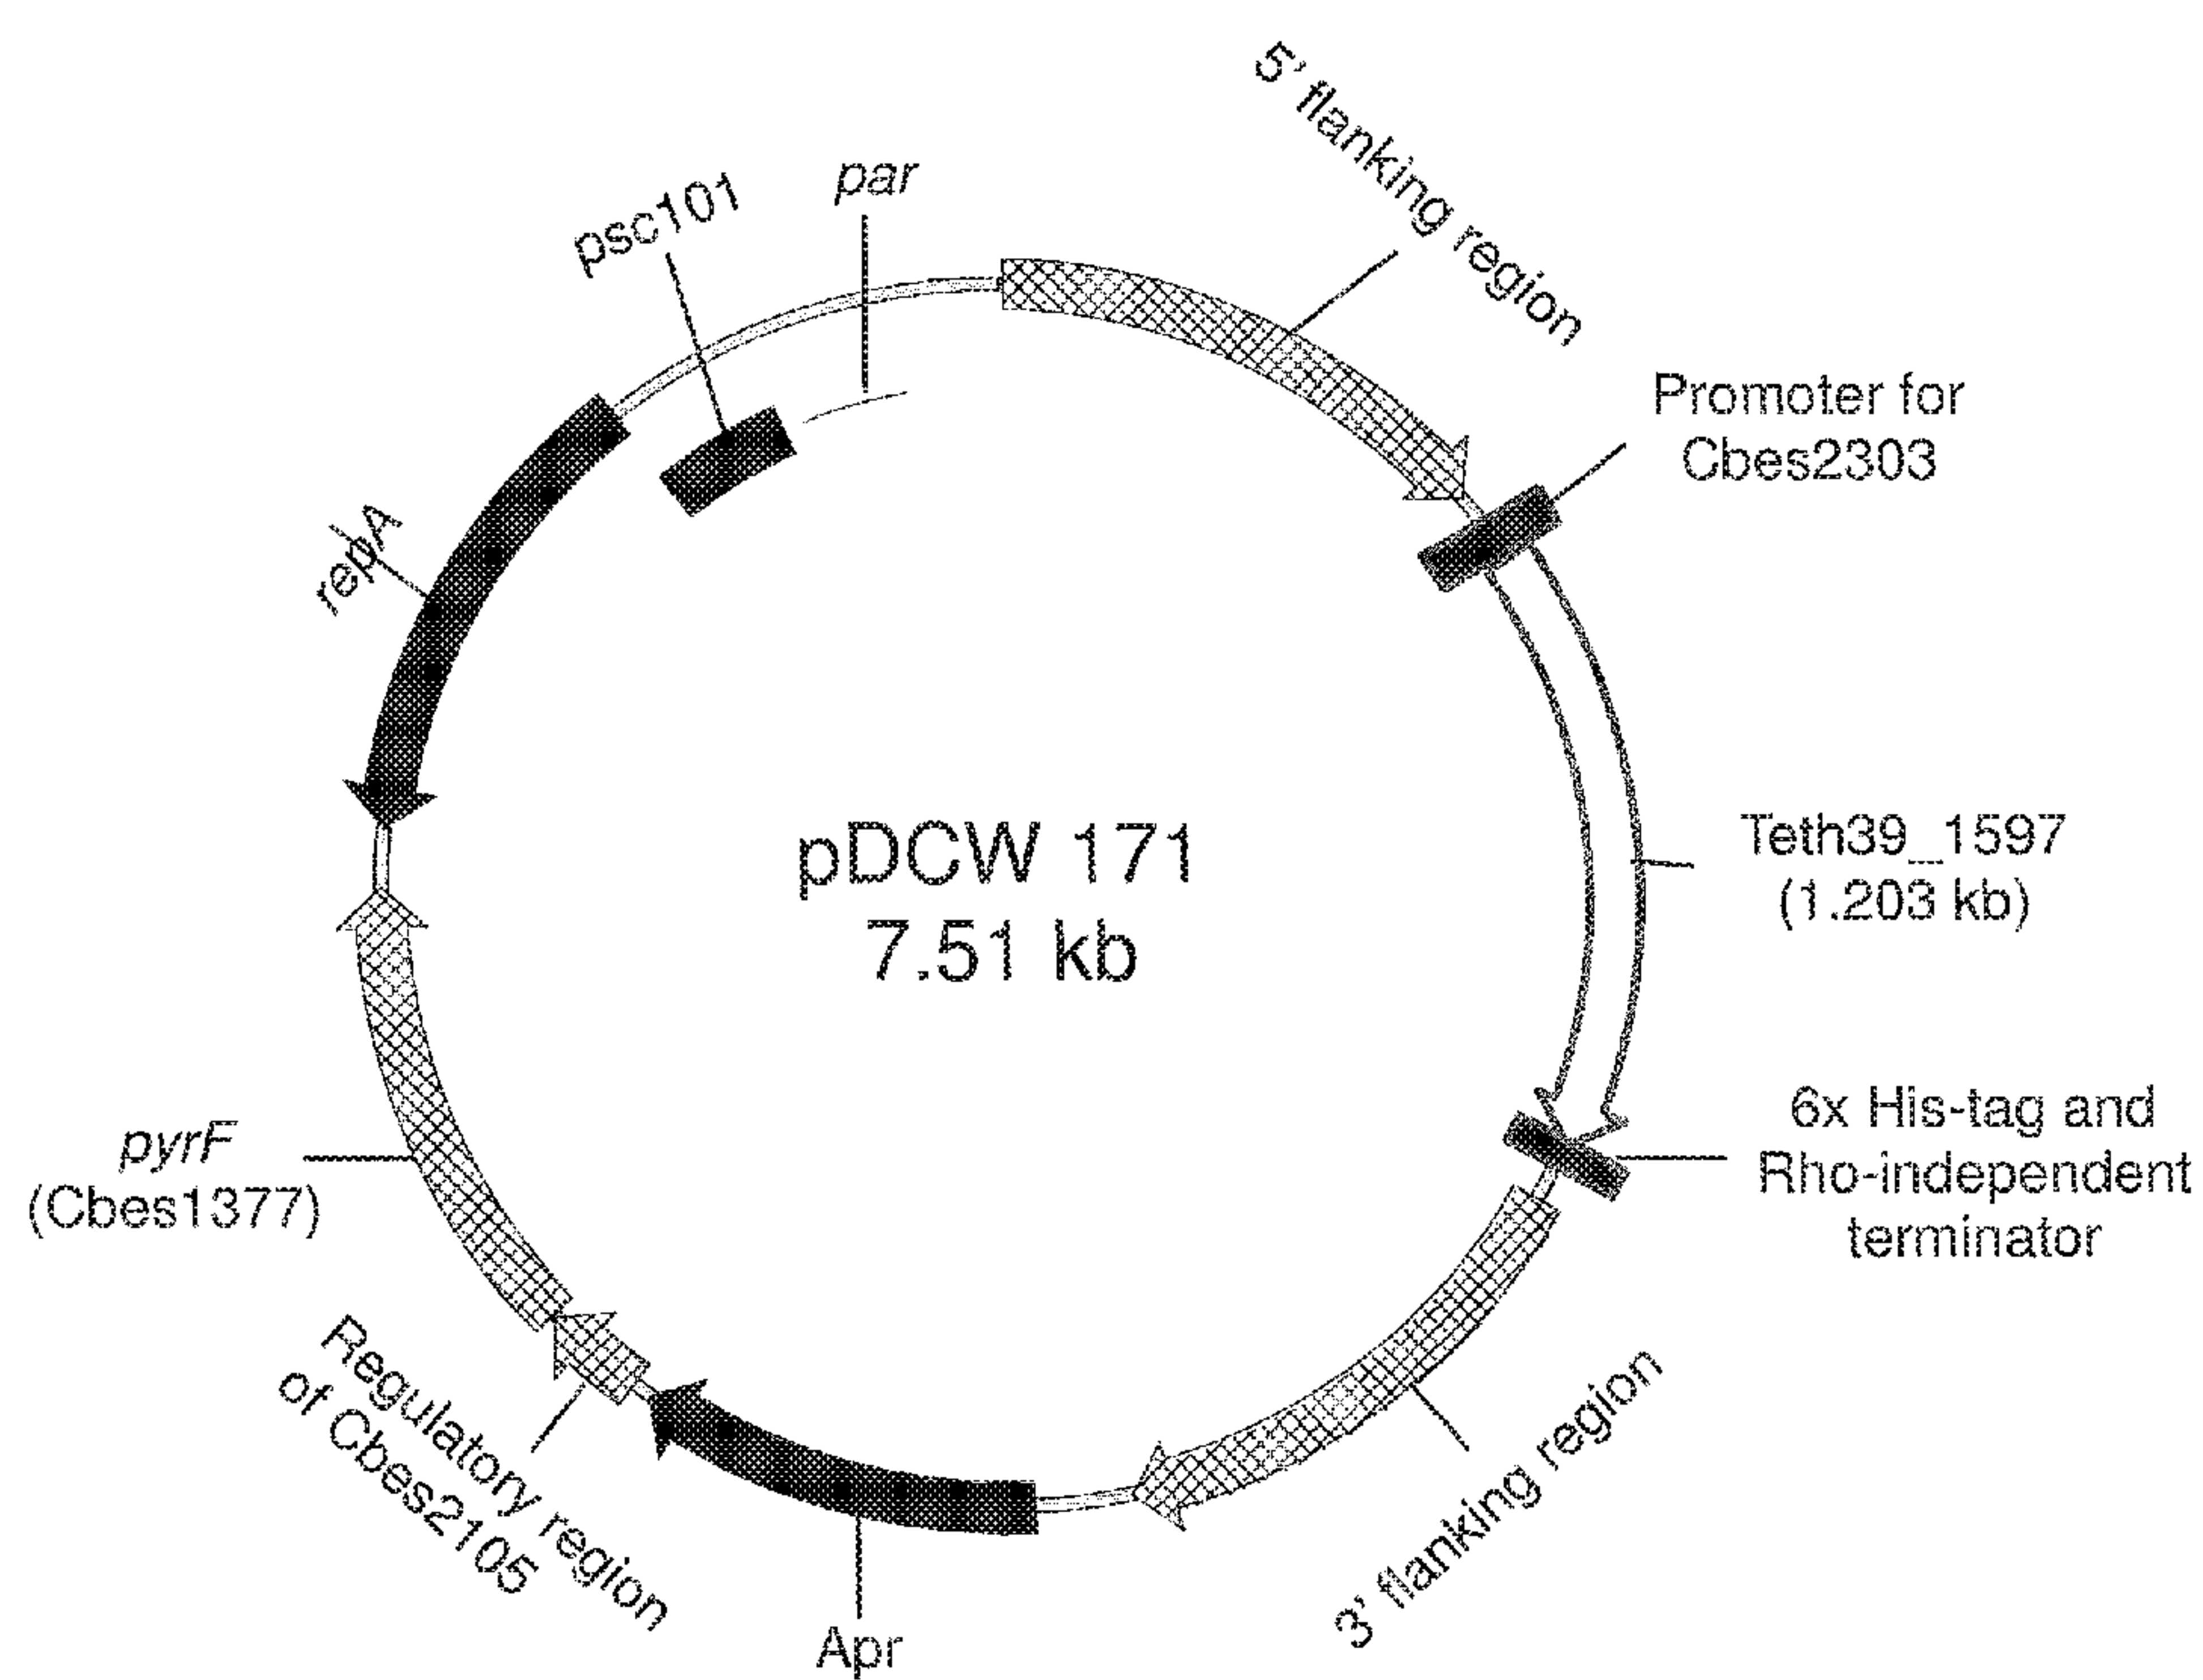 5' flanking region
par
psc101
Promoter for
Cbes2303
repA
pDCW 171
7.51 kb
Teth39_1597
(1.203 kb)
6x His-tag and
Rho-independent
terminator
pyrF
(Cbes1377)
Regulatory region
of Cbes2105
3' flanking region
Apr